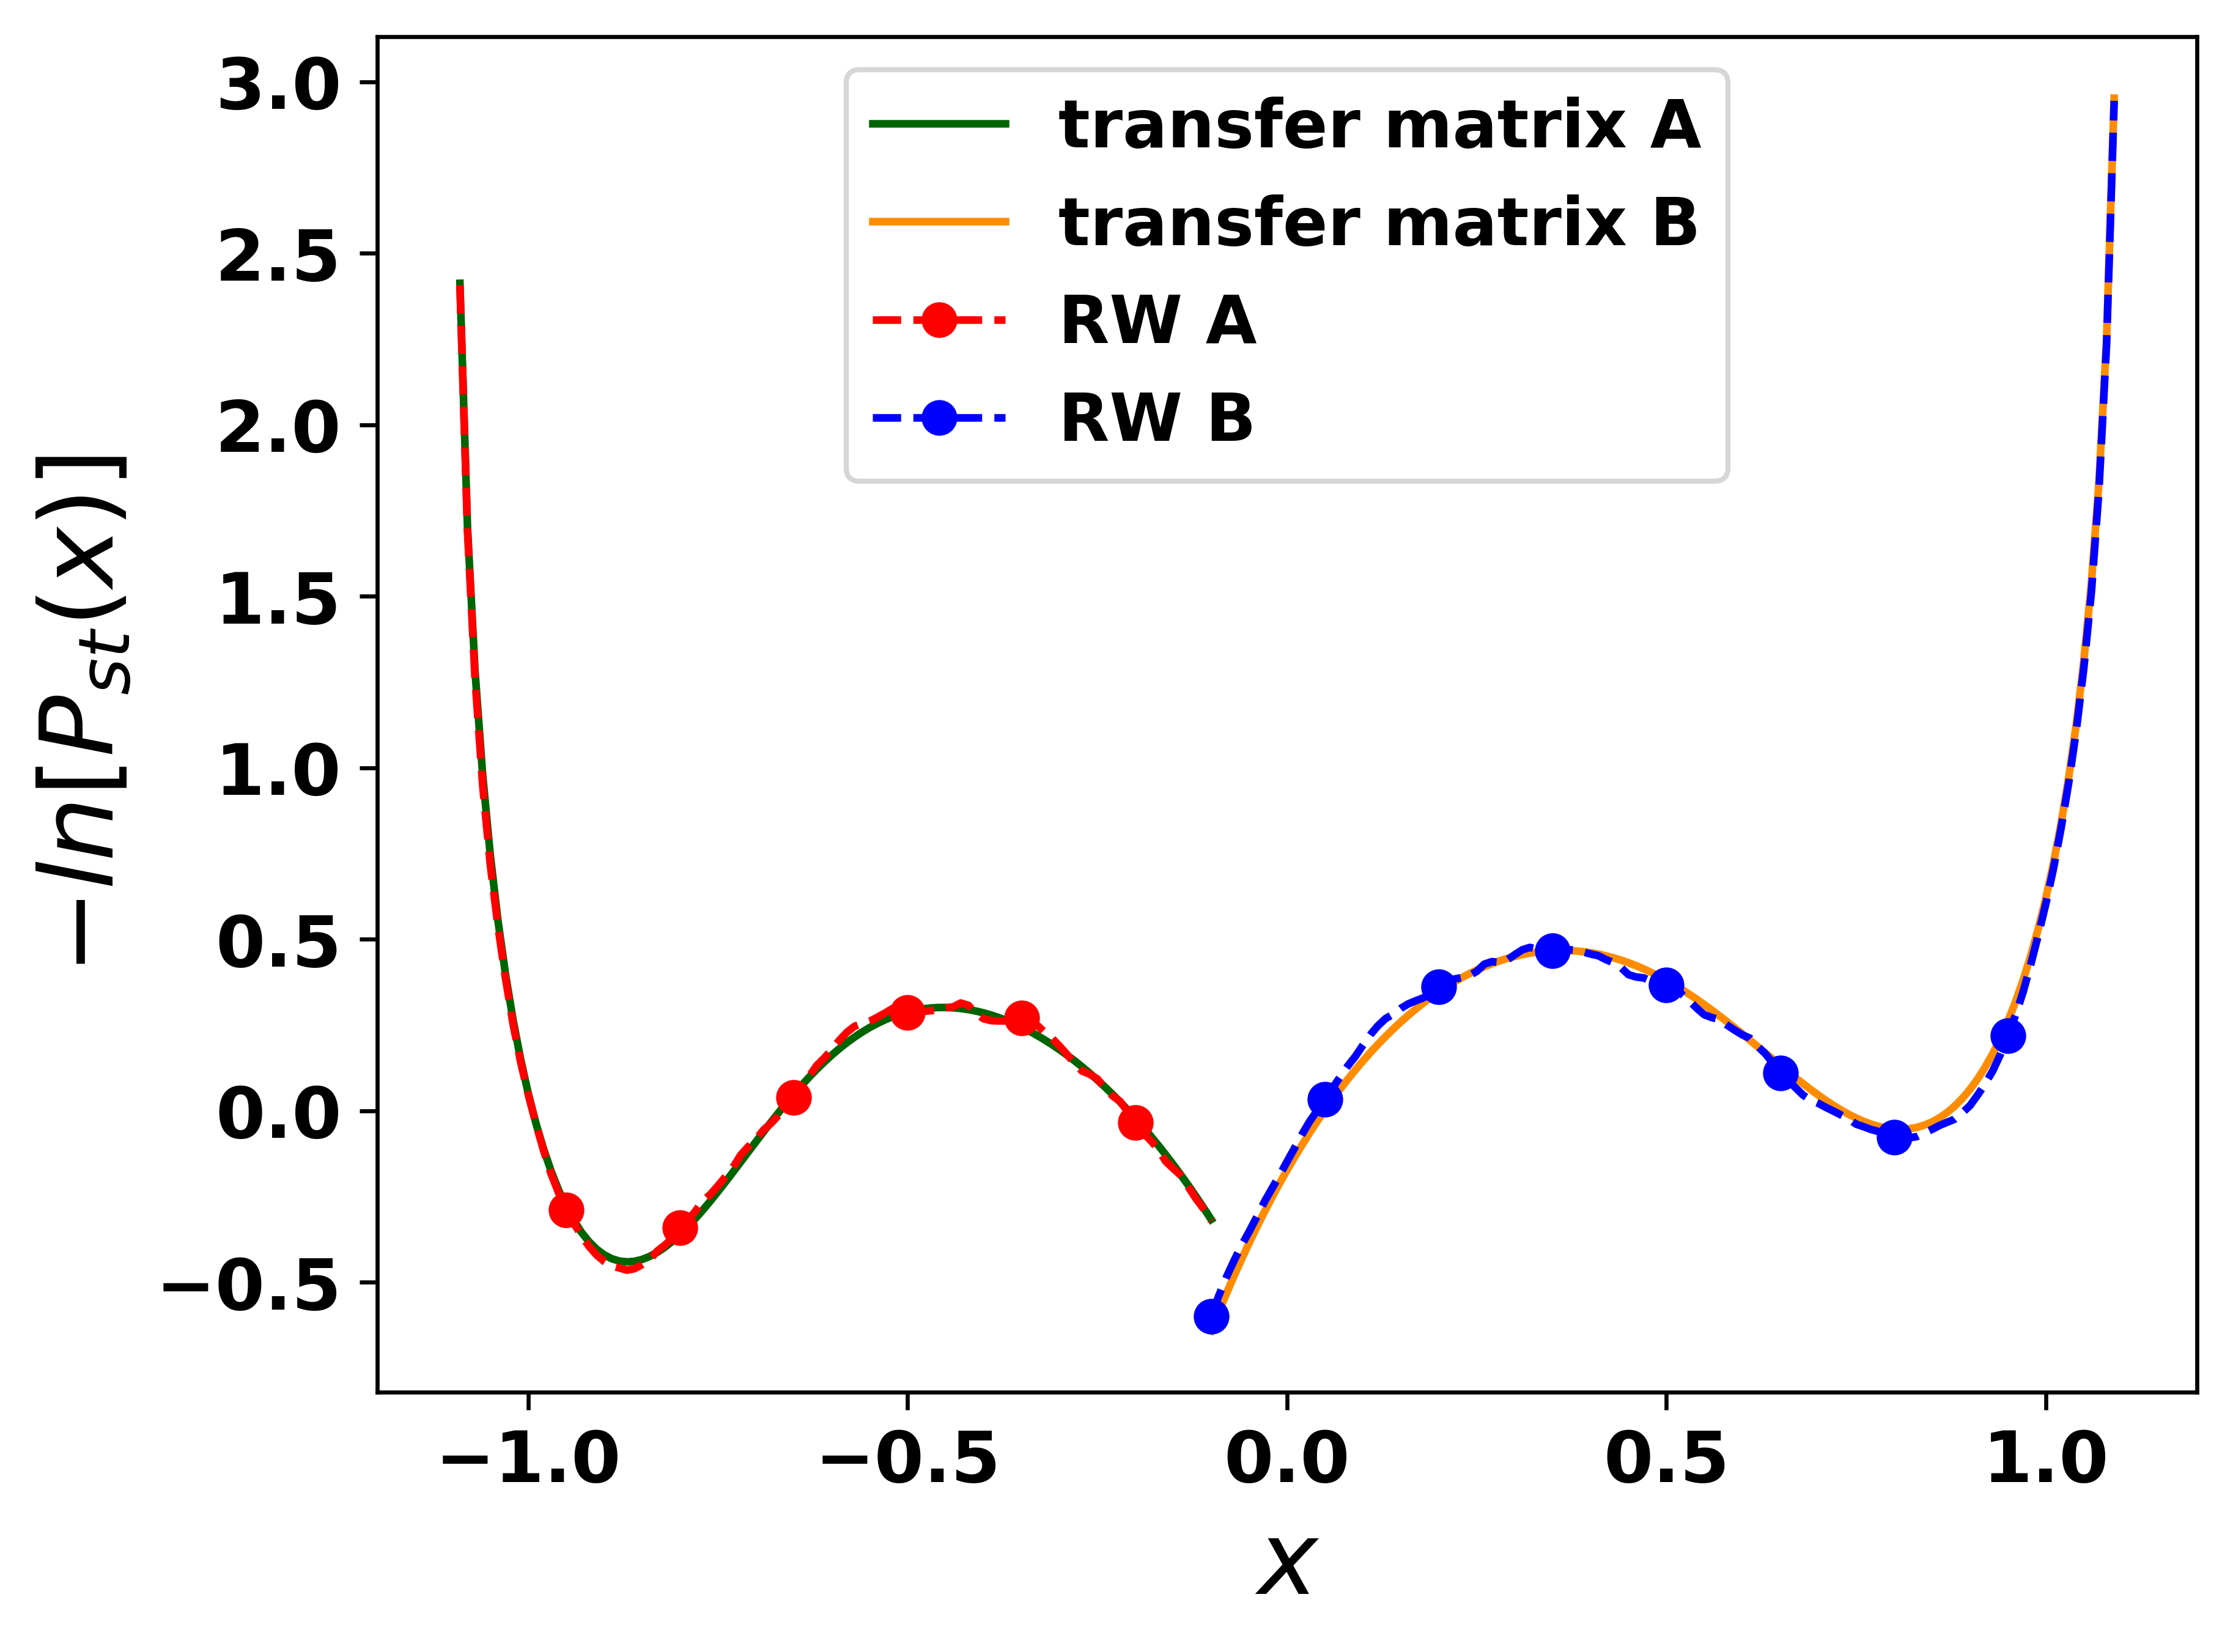 3.0
2.5
2.0
1.5
1.0
0.5
0.0
−0.5
−ln[P_st(x)]
transfer matrix A
transfer matrix B
RW A
RW B
−1.0 −0.5 0.0 0.5 1.0
x